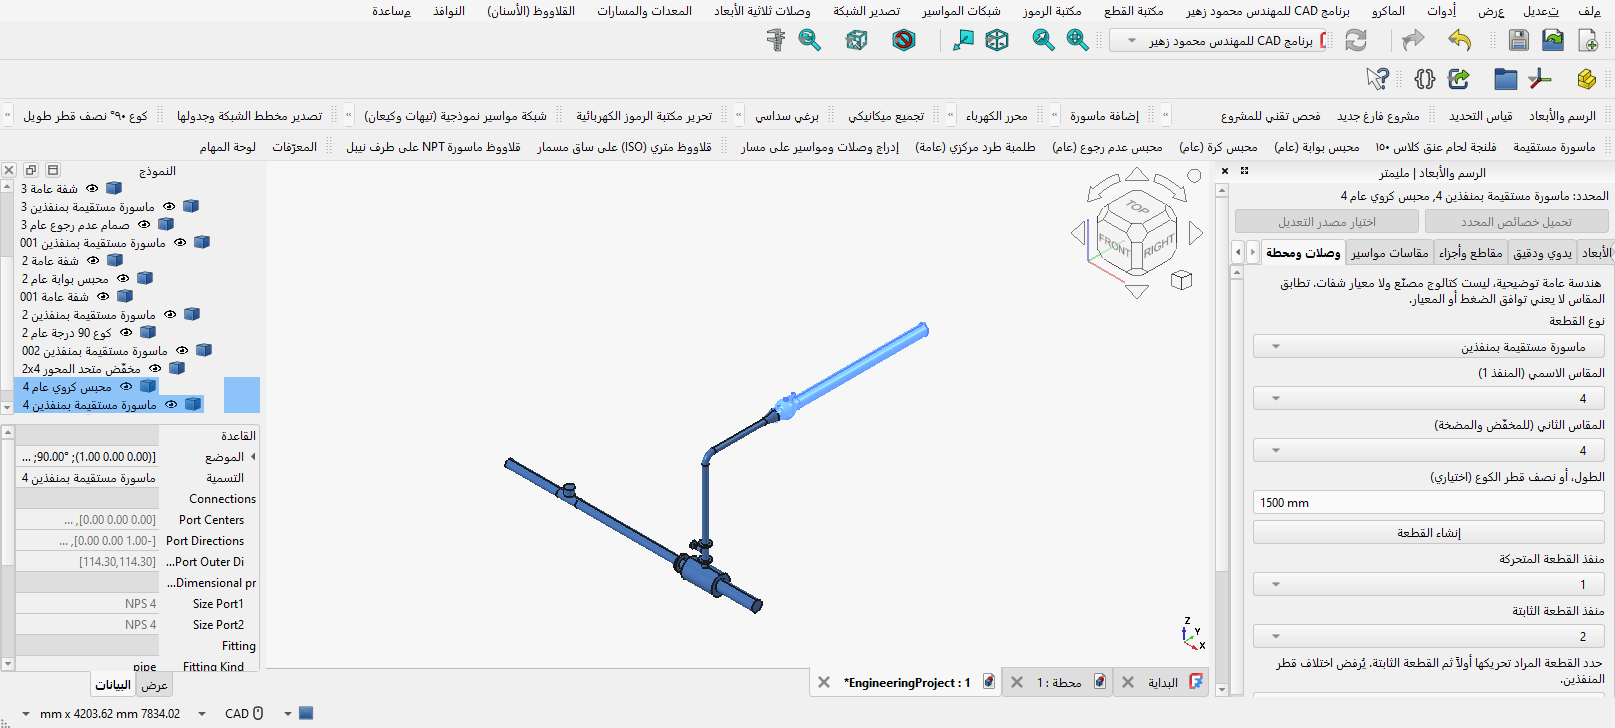 ملف عرض تعديل أدوات الماكرو برنامج CAD للمهندس محمود زهير مكتبة القطع مكتبة الرموز شبكات المواسير تصدير الشبكة وصلات ثلاثية الأبعاد المعدات والمسارات القلاووظ (الأسنان) النوافذ مساعدة
برنامج CAD للمهندس محمود زهير
الرسم والأبعاد قياس التحديد مشروع فارغ جديد فحص تقني للمشروع إضافة ماسورة محرر الكهرباء تجميع ميكانيكي برغي سداسي تحرير مكتبة الرموز الكهربائية شبكة مواسير نموذجية (تيهات وكيعان) تصدير مخطط الشبكة وجدولها كوع ٩٠° نصف قطر طويل
ماسورة مستقيمة فلنجة لحام عنق كلاس ١٥٠ محبس بوابة (عام) محبس كرة (عام) محبس عدم رجوع (عام) طلمبة طرد مركزي (عامة) إدراج وصلات ومواسير على مسار قلاووظ متري (ISO) على ساق مسمار قلاووظ ماسورة NPT على طرف نيبل المعرّفات لوحة المهام
الرسم والأبعاد | مليمتر
المحدد: ماسورة مستقيمة بمنفذين 4, محبس كروي عام 4
تحميل خصائص المحدد اختيار مصدر التعديل
الأبعاد يدوي ودقيق مقاطع وأجزاء مقاسات مواسير وصلات ومحطة
هندسة عامة توضيحية، ليست كتالوج مصنّع ولا معيار شفات. تطابق
المقاس لا يعني توافق الضغط أو المعيار.
نوع القطعة
ماسورة مستقيمة بمنفذين
المقاس الاسمي (المنفذ 1)
4
المقاس الثاني (للمخفّض والمضخة)
4
الطول، أو نصف قطر الكوع (اختياري)
1500 mm
إنشاء القطعة
منفذ القطعة المتحركة
1
منفذ القطعة الثابتة
2
حدد القطعة المراد تحريكها أولاً ثم القطعة الثابتة. يُرفض اختلاف قطر
المنفذين.
TOP
FRONT
RIGHT
Z
Y
X
النموذج
شفة عامة 3
ماسورة مستقيمة بمنفذين 3
صمام عدم رجوع عام 3
ماسورة مستقيمة بمنفذين 001
شفة عامة 2
محبس بوابة عام 2
شفة عامة 001
ماسورة مستقيمة بمنفذين 2
كوع 90 درجة عام 2
ماسورة مستقيمة بمنفذين 002
مخفّض متحد المحور 2x4
محبس كروي عام 4
ماسورة مستقيمة بمنفذين 4
القاعدة
الموضع [(1.00 0.00 0.00); 90.00°; ...
التسمية ماسورة مستقيمة بمنفذين 4
Connections
Port Centers [0.00 0.00 0.00], ...
Port Directions [-1.00 0.00 0.00], ...
Port Outer Di... [114.30,114.30]
Dimensional pr...
Size Port1 NPS 4
Size Port2 NPS 4
Fitting
Fitting Kind pipe
عرض البيانات
البداية محطة : 1 EngineeringProject : 1*
CAD
7834.02 mm x 4203.62 mm